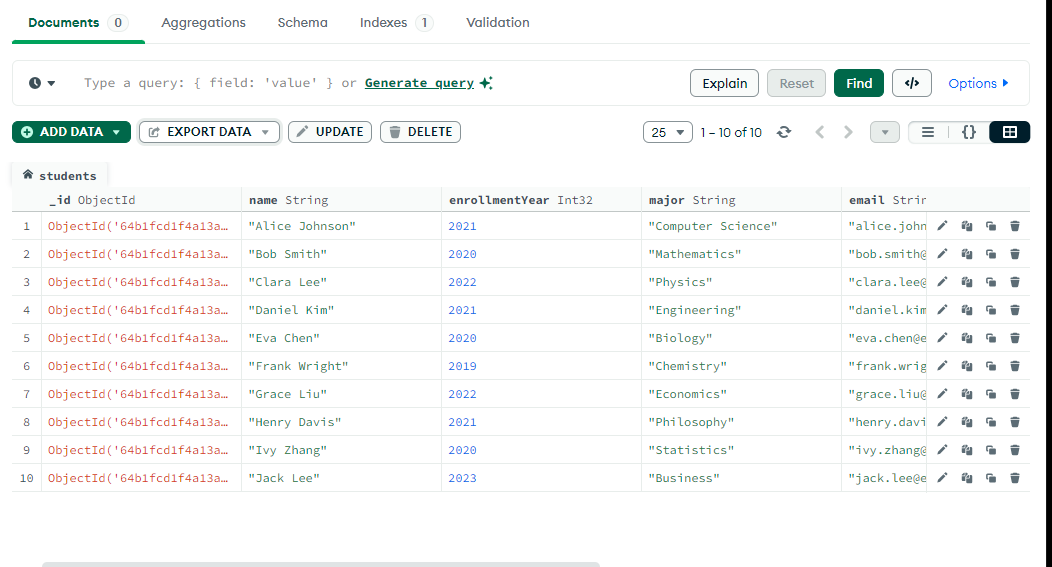 Documents 0 Aggregations Schema Indexes 1 Validation
Type a query: { field: 'value' } or Generate query Explain Reset Find </> Options
ADD DATA EXPORT DATA UPDATE DELETE 25 1 – 10 of 10 {}
students
_id ObjectId name String enrollmentYear Int32 major String email Strir
1 ObjectId('64b1fcd1f4a13a… "Alice Johnson" 2021 "Computer Science" "alice.john
2 ObjectId('64b1fcd1f4a13a… "Bob Smith" 2020 "Mathematics" "bob.smith@
3 ObjectId('64b1fcd1f4a13a… "Clara Lee" 2022 "Physics" "clara.lee@
4 ObjectId('64b1fcd1f4a13a… "Daniel Kim" 2021 "Engineering" "daniel.kim
5 ObjectId('64b1fcd1f4a13a… "Eva Chen" 2020 "Biology" "eva.chen@e
6 ObjectId('64b1fcd1f4a13a… "Frank Wright" 2019 "Chemistry" "frank.wrig
7 ObjectId('64b1fcd1f4a13a… "Grace Liu" 2022 "Economics" "grace.liu@
8 ObjectId('64b1fcd1f4a13a… "Henry Davis" 2021 "Philosophy" "henry.davi
9 ObjectId('64b1fcd1f4a13a… "Ivy Zhang" 2020 "Statistics" "ivy.zhang@
10 ObjectId('64b1fcd1f4a13a… "Jack Lee" 2023 "Business" "jack.lee@e